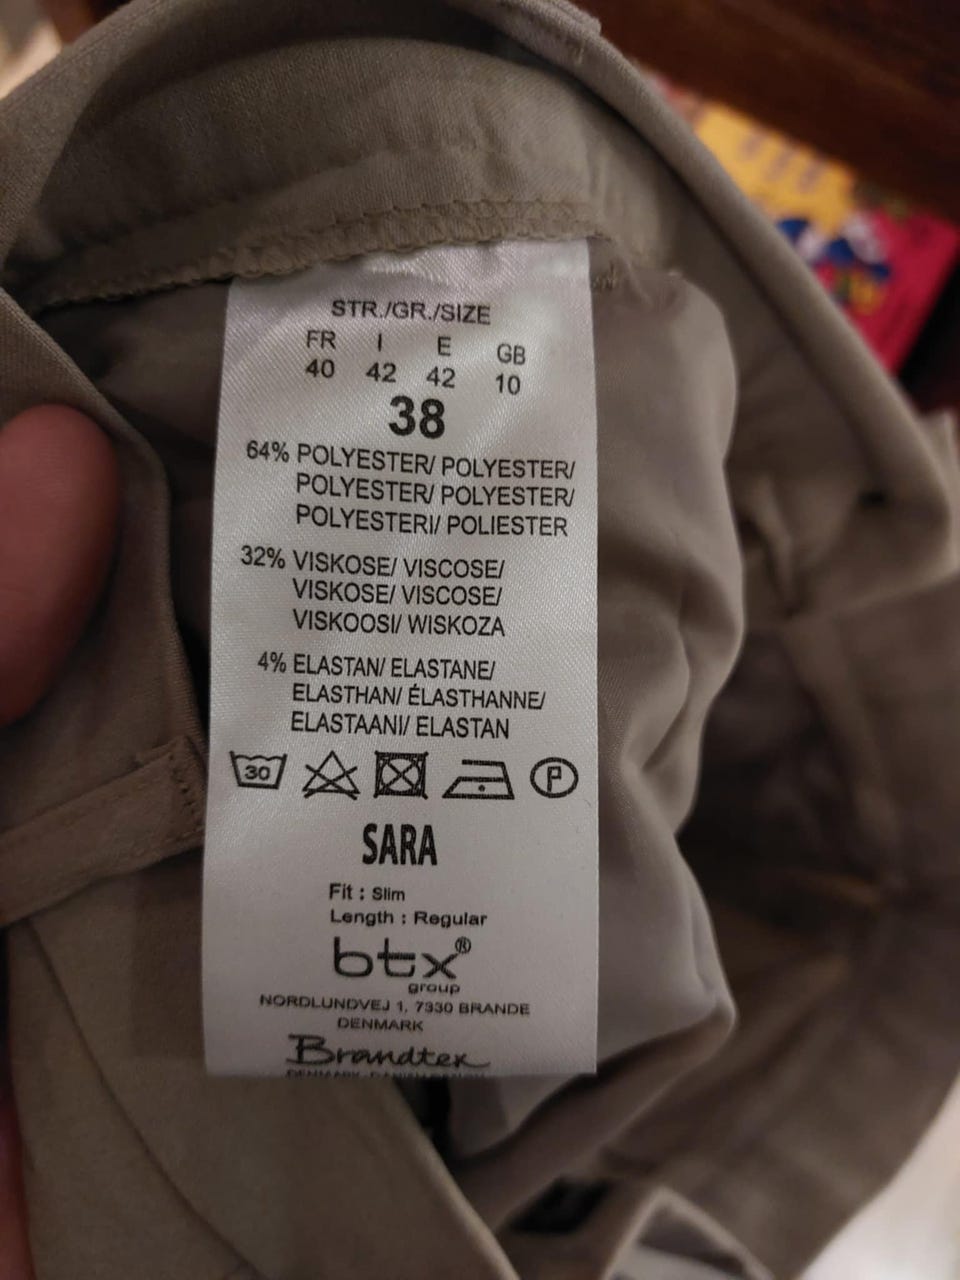 STR./GR./SIZE
FR I E GB
40 42 42 10
38
64% POLYESTER/ POLYESTER/
POLYESTER/ POLYESTER/
POLYESTERI/ POLIESTER
32% VISKOSE/ VISCOSE/
VISKOSE/ VISCOSE/
VISKOOSI/ WISKOZA
4% ELASTAN/ ELASTANE/
ELASTHAN/ ÉLASTHANNE/
ELASTAANI/ ELASTAN
30 P
SARA
Fit : Slim
Length : Regular
btx®
group
NORDLUNDVEJ 1, 7330 BRANDE
DENMARK
Brandtex